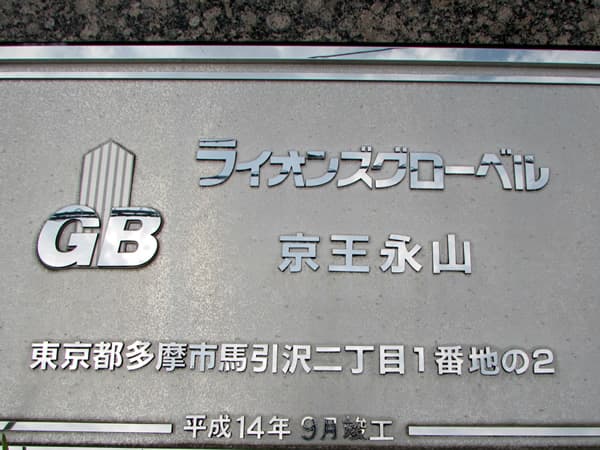 ライオンズグローベル
GB
京王永山
東京都多摩市馬引沢二丁目1番地の2
平成14年 9月竣工